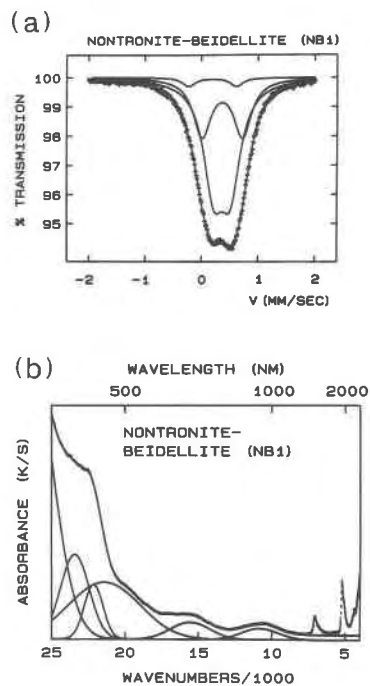 (a)
NONTRONITE-BEIDELLITE (NB1)
% TRANSMISSION
100
99
98
97
96
95
-2 -1 0 1 2
V (MM/SEC)
(b)
WAVELENGTH (NM)
500 1000 2000
NONTRONITE-
BEIDELLITE (NB1)
ABSORBANCE (K/S)
25 20 15 10 5
WAVENUMBERS/1000